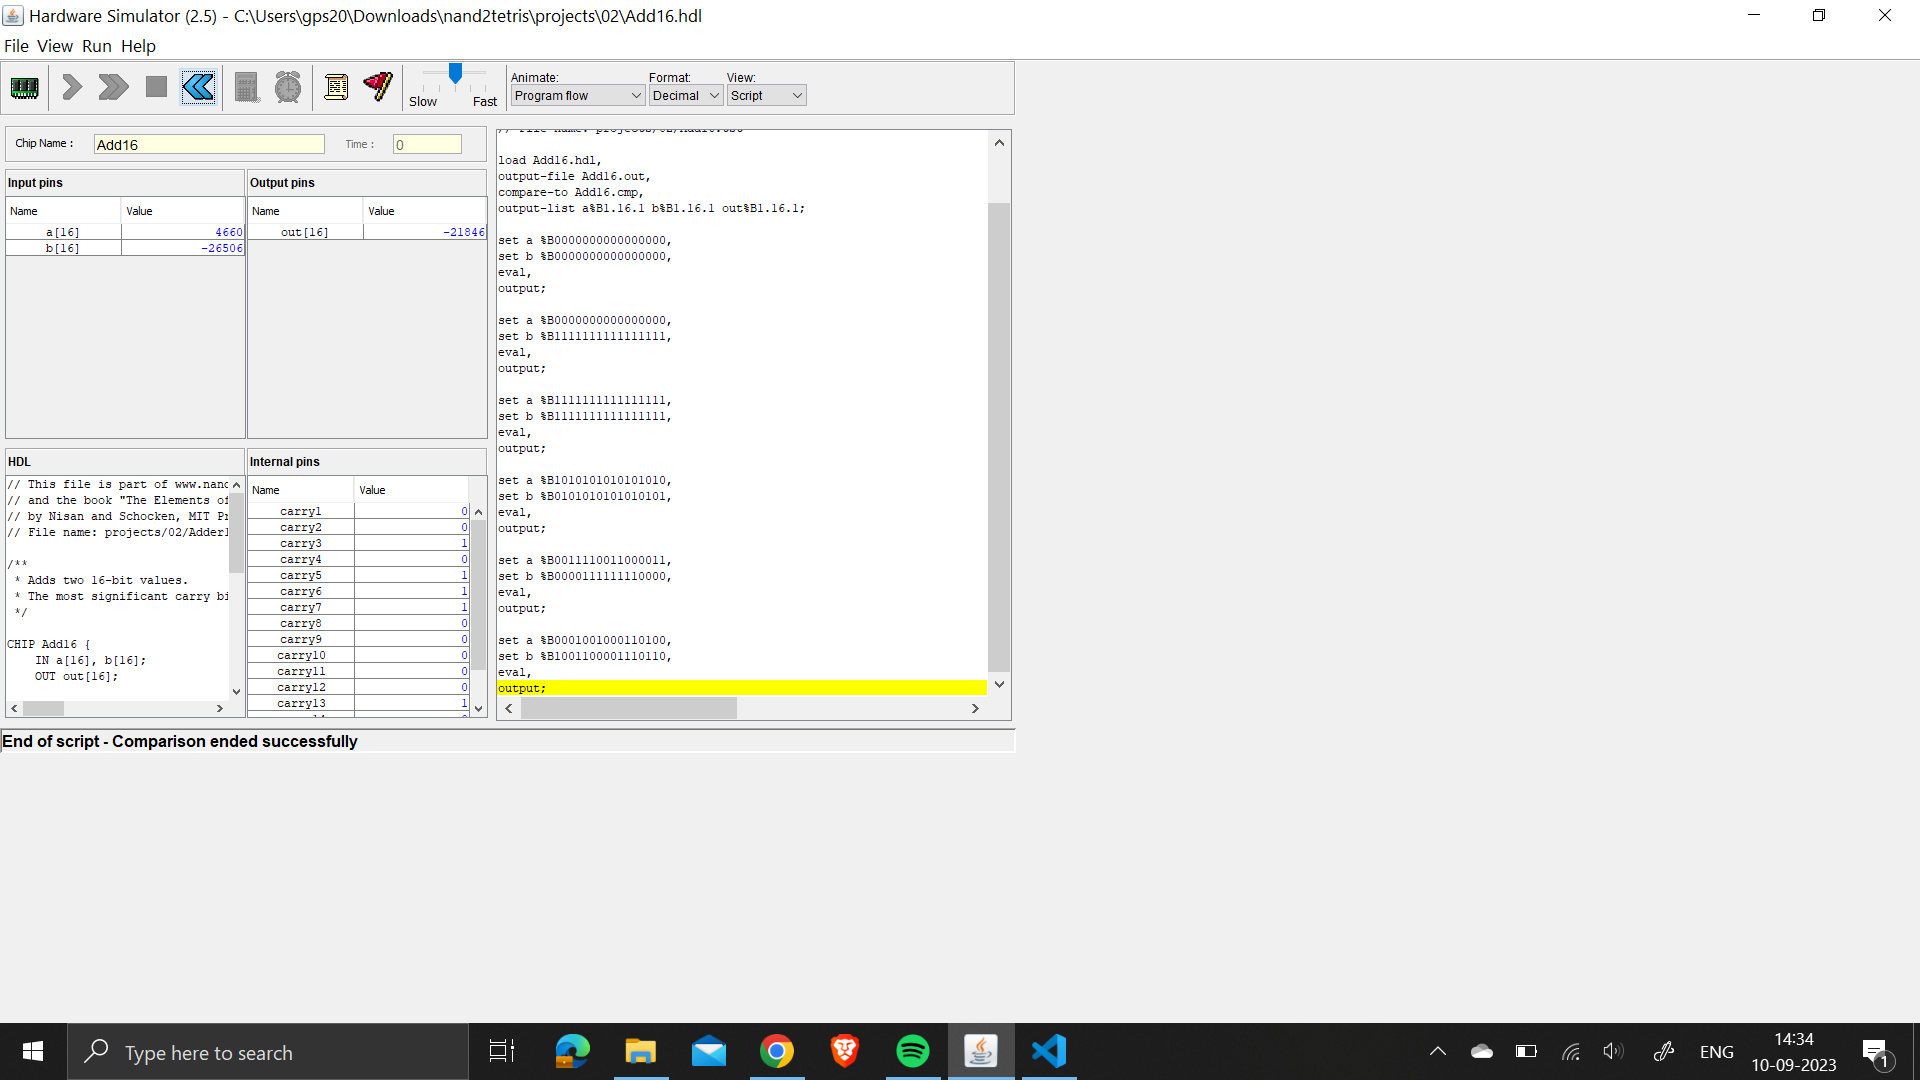 Hardware Simulator (2.5) - C:\Users\gps20\Downloads\nand2tetris\projects\02\Add16.hdl
File View Run Help
Slow Fast
Animate: Format: View:
Program flow Decimal Script
Chip Name : Add16 Time : 0
Input pins
Name Value
a[16] 4660
b[16] -26506
Output pins
Name Value
out[16] -21846
HDL
// This file is part of www.nand
// and the book "The Elements of
// by Nisan and Schocken, MIT Pr
// File name: projects/02/Adder1
/**
* Adds two 16-bit values.
* The most significant carry bi
*/
CHIP Add16 {
IN a[16], b[16];
OUT out[16];
Internal pins
Name Value
carry1 0
carry2 0
carry3 1
carry4 0
carry5 1
carry6 1
carry7 1
carry8 0
carry9 0
carry10 0
carry11 0
carry12 0
carry13 1
// File name: projects/02/Add16.tst
load Add16.hdl,
output-file Add16.out,
compare-to Add16.cmp,
output-list a%B1.16.1 b%B1.16.1 out%B1.16.1;
set a %B0000000000000000,
set b %B0000000000000000,
eval,
output;
set a %B0000000000000000,
set b %B1111111111111111,
eval,
output;
set a %B1111111111111111,
set b %B1111111111111111,
eval,
output;
set a %B1010101010101010,
set b %B0101010101010101,
eval,
output;
set a %B0011110011000011,
set b %B0000111111110000,
eval,
output;
set a %B0001001000110100,
set b %B1001100001110110,
eval,
output;
End of script - Comparison ended successfully
Type here to search
ENG
14:34
10-09-2023
1